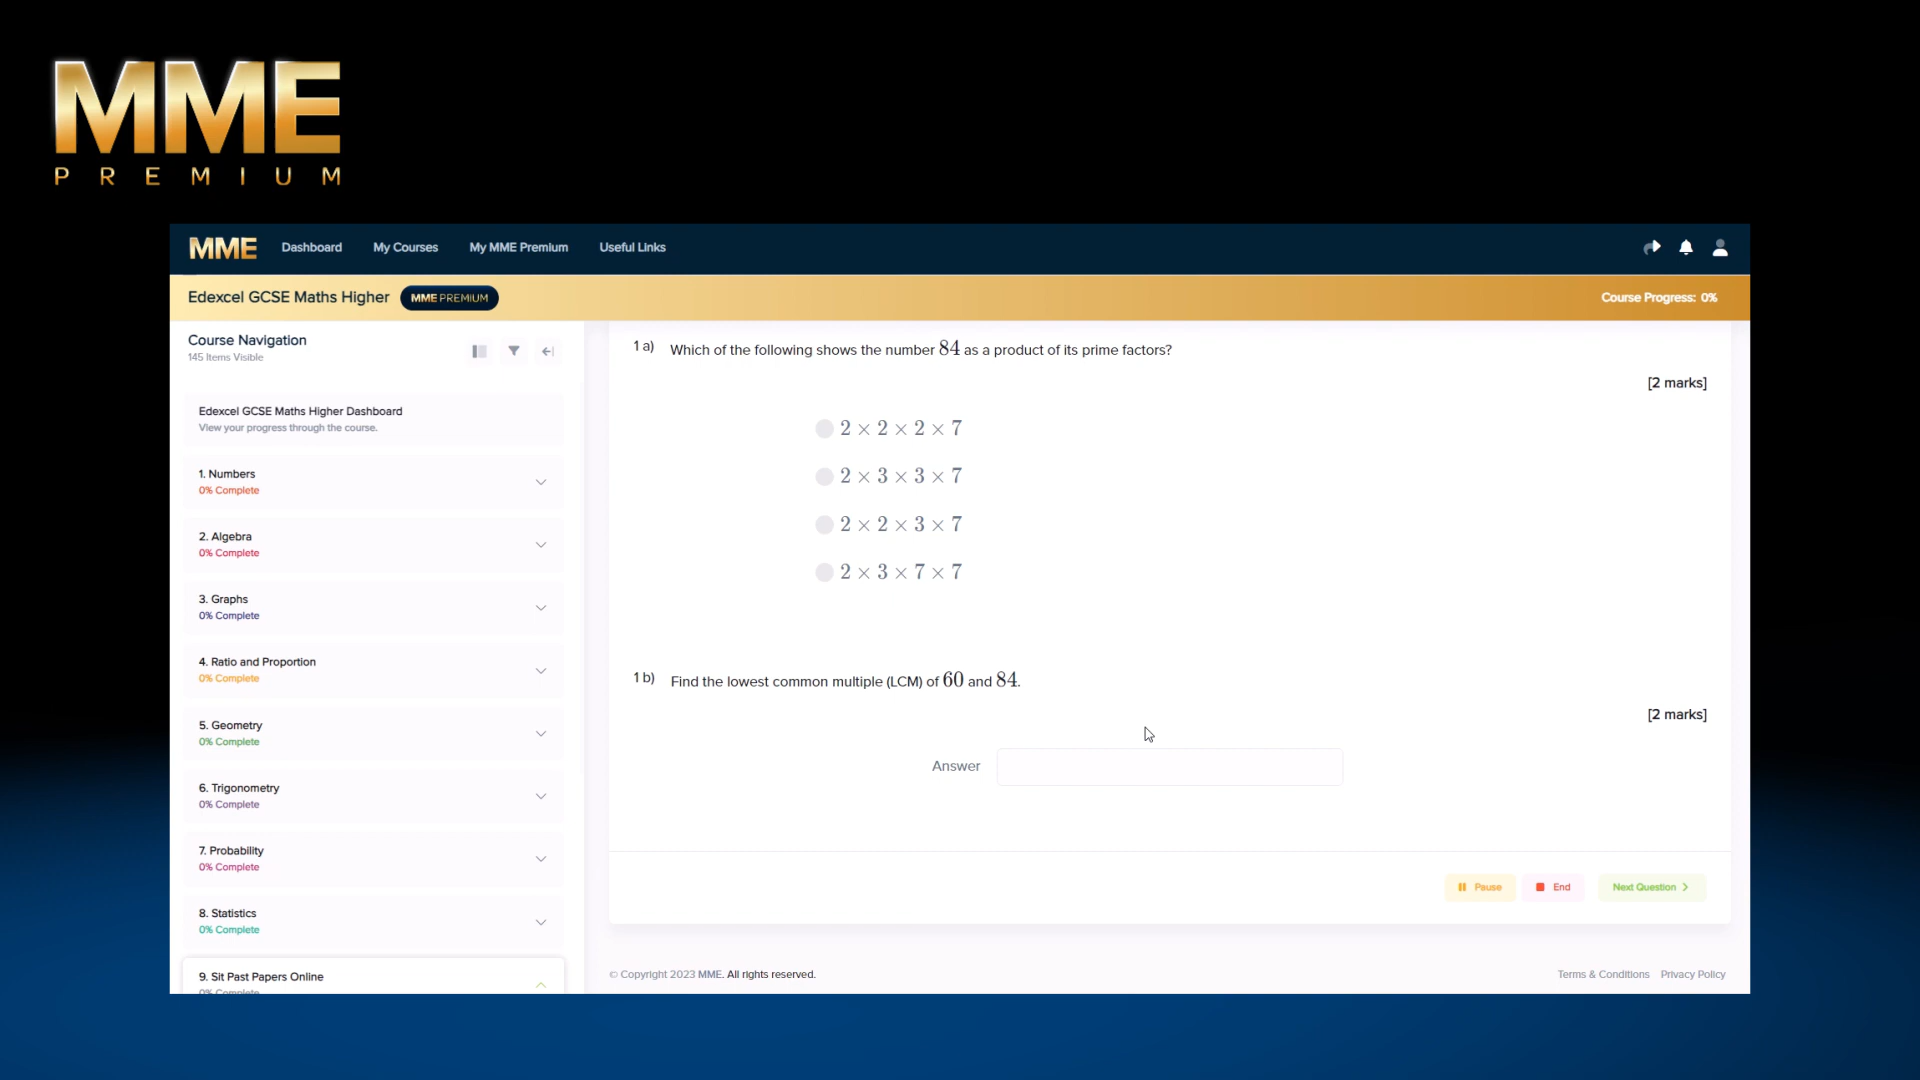 MME
PREMIUM
MME Dashboard My Courses My MME Premium Useful Links
Edexcel GCSE Maths Higher MME PREMIUM Course Progress: 0%
Course Navigation
145 Items Visible
Edexcel GCSE Maths Higher Dashboard
View your progress through the course.
1. Numbers
0% Complete
2. Algebra
0% Complete
3. Graphs
0% Complete
4. Ratio and Proportion
0% Complete
5. Geometry
0% Complete
6. Trigonometry
0% Complete
7. Probability
0% Complete
8. Statistics
0% Complete
9. Sit Past Papers Online
0% Complete
1 a) Which of the following shows the number 84 as a product of its prime factors?
[2 marks]
2 × 2 × 2 × 7
2 × 3 × 3 × 7
2 × 2 × 3 × 7
2 × 3 × 7 × 7
1 b) Find the lowest common multiple (LCM) of 60 and 84.
[2 marks]
Answer
Pause End Next Question
© Copyright 2023 MME. All rights reserved. Terms & Conditions Privacy Policy